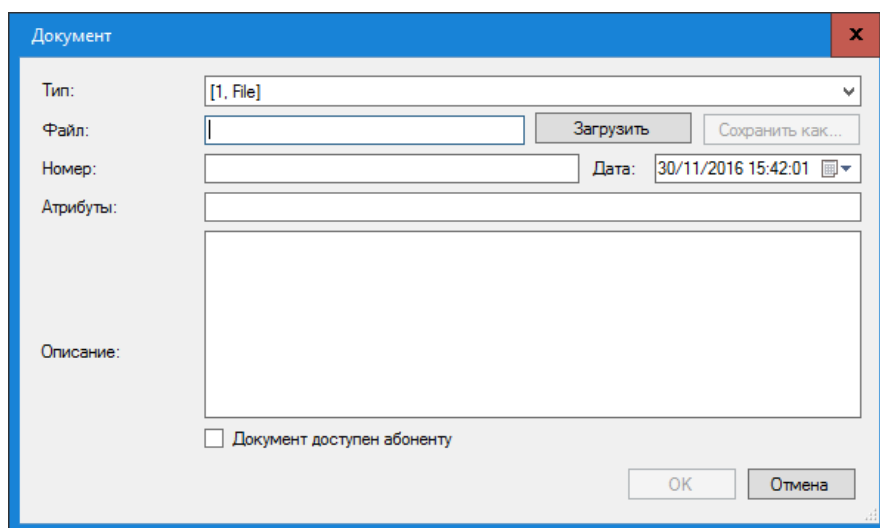 Документ x
Тип: [1, File]
Файл: Загрузить Сохранить как...
Номер: Дата: 30/11/2016 15:42:01
Атрибуты:
Описание:
Документ доступен абоненту
OK Отмена